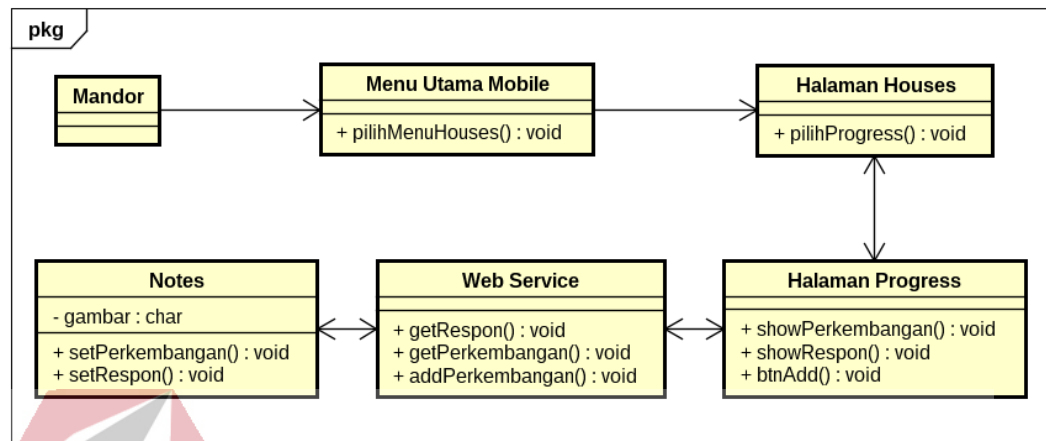 pkg
Mandor
Menu Utama Mobile
+ pilihMenuHouses() : void
Halaman Houses
+ pilihProgress() : void
Notes
- gambar : char
+ setPerkembangan() : void
+ setRespon() : void
Web Service
+ getRespon() : void
+ getPerkembangan() : void
+ addPerkembangan() : void
Halaman Progress
+ showPerkembangan() : void
+ showRespon() : void
+ btnAdd() : void